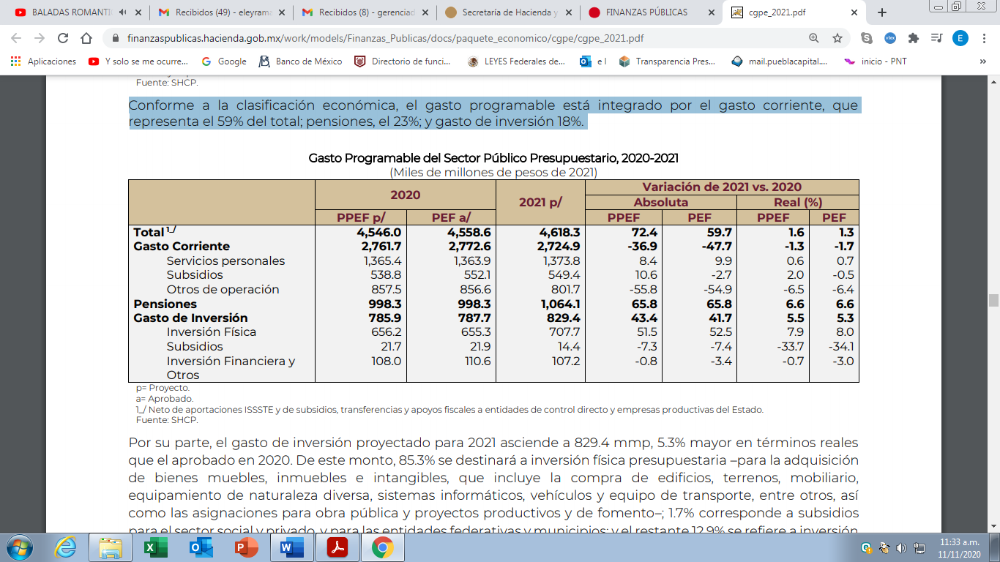 BALADAS ROMANTI
Recibidos (49) - eleyrama
Recibidos (8) - gerenciad
Secretaría de Hacienda y
FINANZAS PÚBLICAS
cgpe_2021.pdf
finanzaspublicas.hacienda.gob.mx/work/models/Finanzas_Publicas/docs/paquete_economico/cgpe/cgpe_2021.pdf
E
Aplicaciones
Y solo se me ocurre...
Google
Banco de México
Directorio de funci...
LEYES Federales de...
e l
Transparencia Pres...
mail.pueblacapital....
inicio - PNT
»
Fuente: SHCP.
Conforme a la clasificación económica, el gasto programable está integrado por el gasto corriente, que
representa el 59% del total; pensiones, el 23%; y gasto de inversión 18%.
Gasto Programable del Sector Público Presupuestario, 2020-2021
(Miles de millones de pesos de 2021)
2020 2021 p/ Variación de 2021 vs. 2020
Absoluta Real (%)
PPEF p/ PEF a/ PPEF PEF PPEF PEF
Total 1_/ 4,546.0 4,558.6 4,618.3 72.4 59.7 1.6 1.3
Gasto Corriente 2,761.7 2,772.6 2,724.9 -36.9 -47.7 -1.3 -1.7
Servicios personales 1,365.4 1,363.9 1,373.8 8.4 9.9 0.6 0.7
Subsidios 538.8 552.1 549.4 10.6 -2.7 2.0 -0.5
Otros de operación 857.5 856.6 801.7 -55.8 -54.9 -6.5 -6.4
Pensiones 998.3 998.3 1,064.1 65.8 65.8 6.6 6.6
Gasto de Inversión 785.9 787.7 829.4 43.4 41.7 5.5 5.3
Inversión Física 656.2 655.3 707.7 51.5 52.5 7.9 8.0
Subsidios 21.7 21.9 14.4 -7.3 -7.4 -33.7 -34.1
Inversión Financiera y 108.0 110.6 107.2 -0.8 -3.4 -0.7 -3.0
Otros
p= Proyecto.
a= Aprobado.
1_/ Neto de aportaciones ISSSTE y de subsidios, transferencias y apoyos fiscales a entidades de control directo y empresas productivas del Estado.
Fuente: SHCP.
Por su parte, el gasto de inversión proyectado para 2021 asciende a 829.4 mmp, 5.3% mayor en términos reales
que el aprobado en 2020. De este monto, 85.3% se destinará a inversión física presupuestaria –para la adquisición
de bienes muebles, inmuebles e intangibles, que incluye la compra de edificios, terrenos, mobiliario,
equipamiento de naturaleza diversa, sistemas informáticos, vehículos y equipo de transporte, entre otros, así
como las asignaciones para obra pública y proyectos productivos y de fomento–; 1.7% corresponde a subsidios
para el sector social y privado, y para las entidades federativas y municipios; y el restante 12.9% se refiere a inversión
11:33 a.m.
11/11/2020